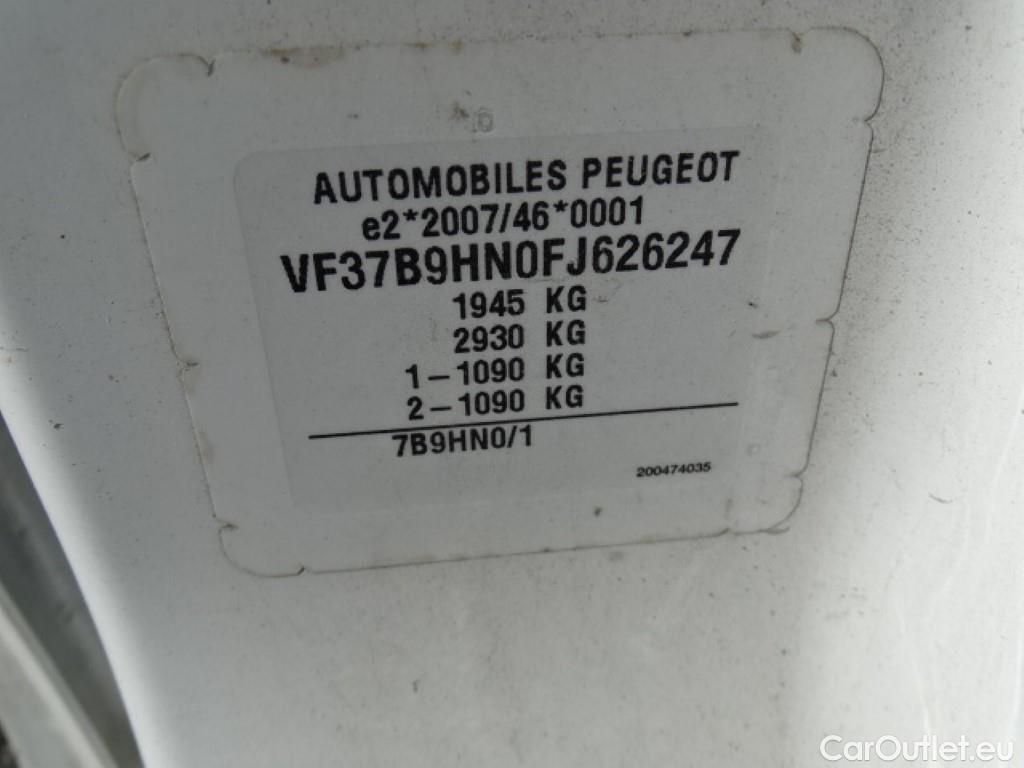 AUTOMOBILES PEUGEOT
e2*2007/46*0001
VF37B9HN0FJ626247
1945 KG
2930 KG
1-1090 KG
2-1090 KG
7B9HN0/1
200474035
CarOutlet.eu